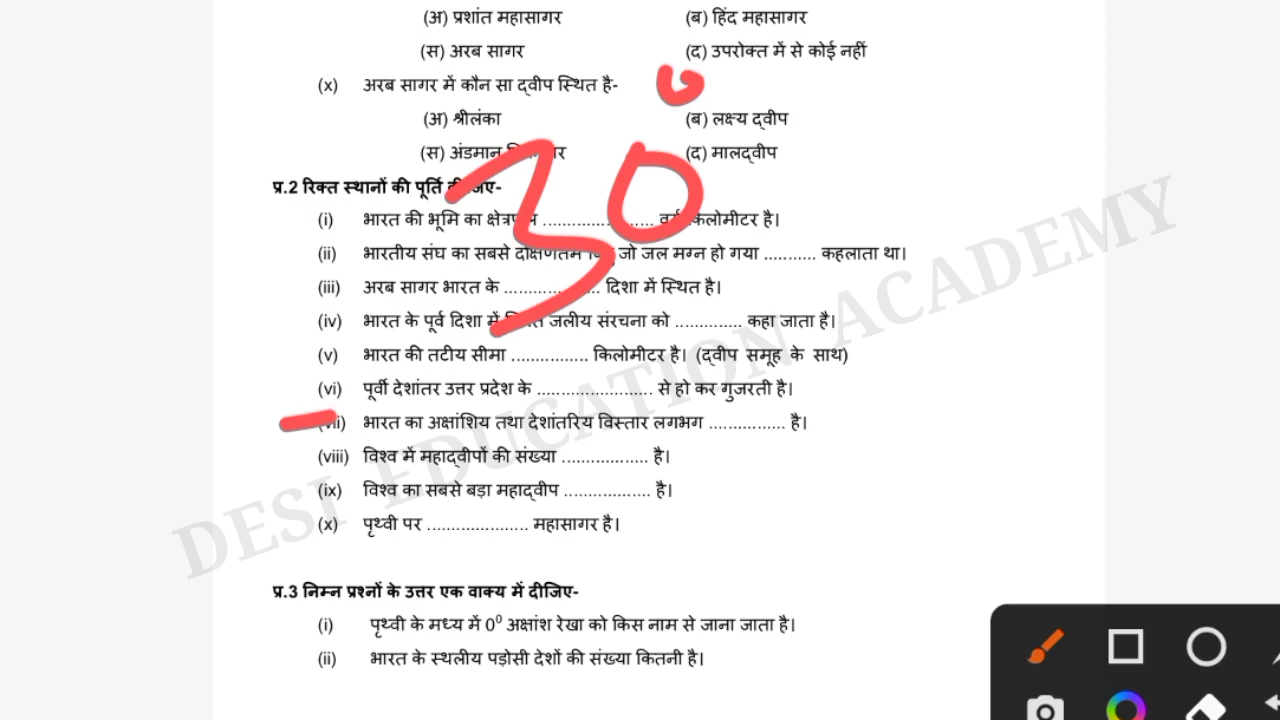 (अ) प्रशांत महासागर (ब) हिंद महासागर
(स) अरब सागर (द) उपरोक्त में से कोई नहीं
(x) अरब सागर में कौन सा द्वीप स्थित है-
(अ) श्रीलंका (ब) लक्ष्य द्वीप
(स) अंडमान (द) मालद्वीप
प्र.2 रिक्त स्थानों की पूर्ति
30°
(i) भारत की भूमि का .................... किलोमीटर है।
(ii) भारतीय संघ का सबसे जो जल मग्न हो गया .......... कहलाता था।
(iii) अरब सागर भारत के .................... दिशा में स्थित है।
(iv) भारत के पूर्व दिशा में जलीय संरचना को ............. कहा जाता है।
(v) भारत की तटीय सीमा ............... किलोमीटर है। (द्वीप समूह के साथ)
(vi) पूर्वी देशांतर उत्तर प्रदेश के ....................... से हो कर गुजरती है।
(vii) भारत का अक्षांशिय तथा देशांतरिय विस्तार लगभग ............... है।
(viii) विश्व में महाद्वीपों की संख्या .................. है।
(ix) विश्व का सबसे बड़ा महाद्वीप .................. है।
(x) पृथ्वी पर ..................... महासागर है।
प्र.3 निम्न प्रश्नों के उत्तर एक वाक्य में दीजिए-
(i) पृथ्वी के मध्य में 0⁰ अक्षांश रेखा को किस नाम से जाना जाता है।
(ii) भारत के स्थलीय पड़ोसी देशों की संख्या कितनी है।
DESI EDUCATION ACADEMY